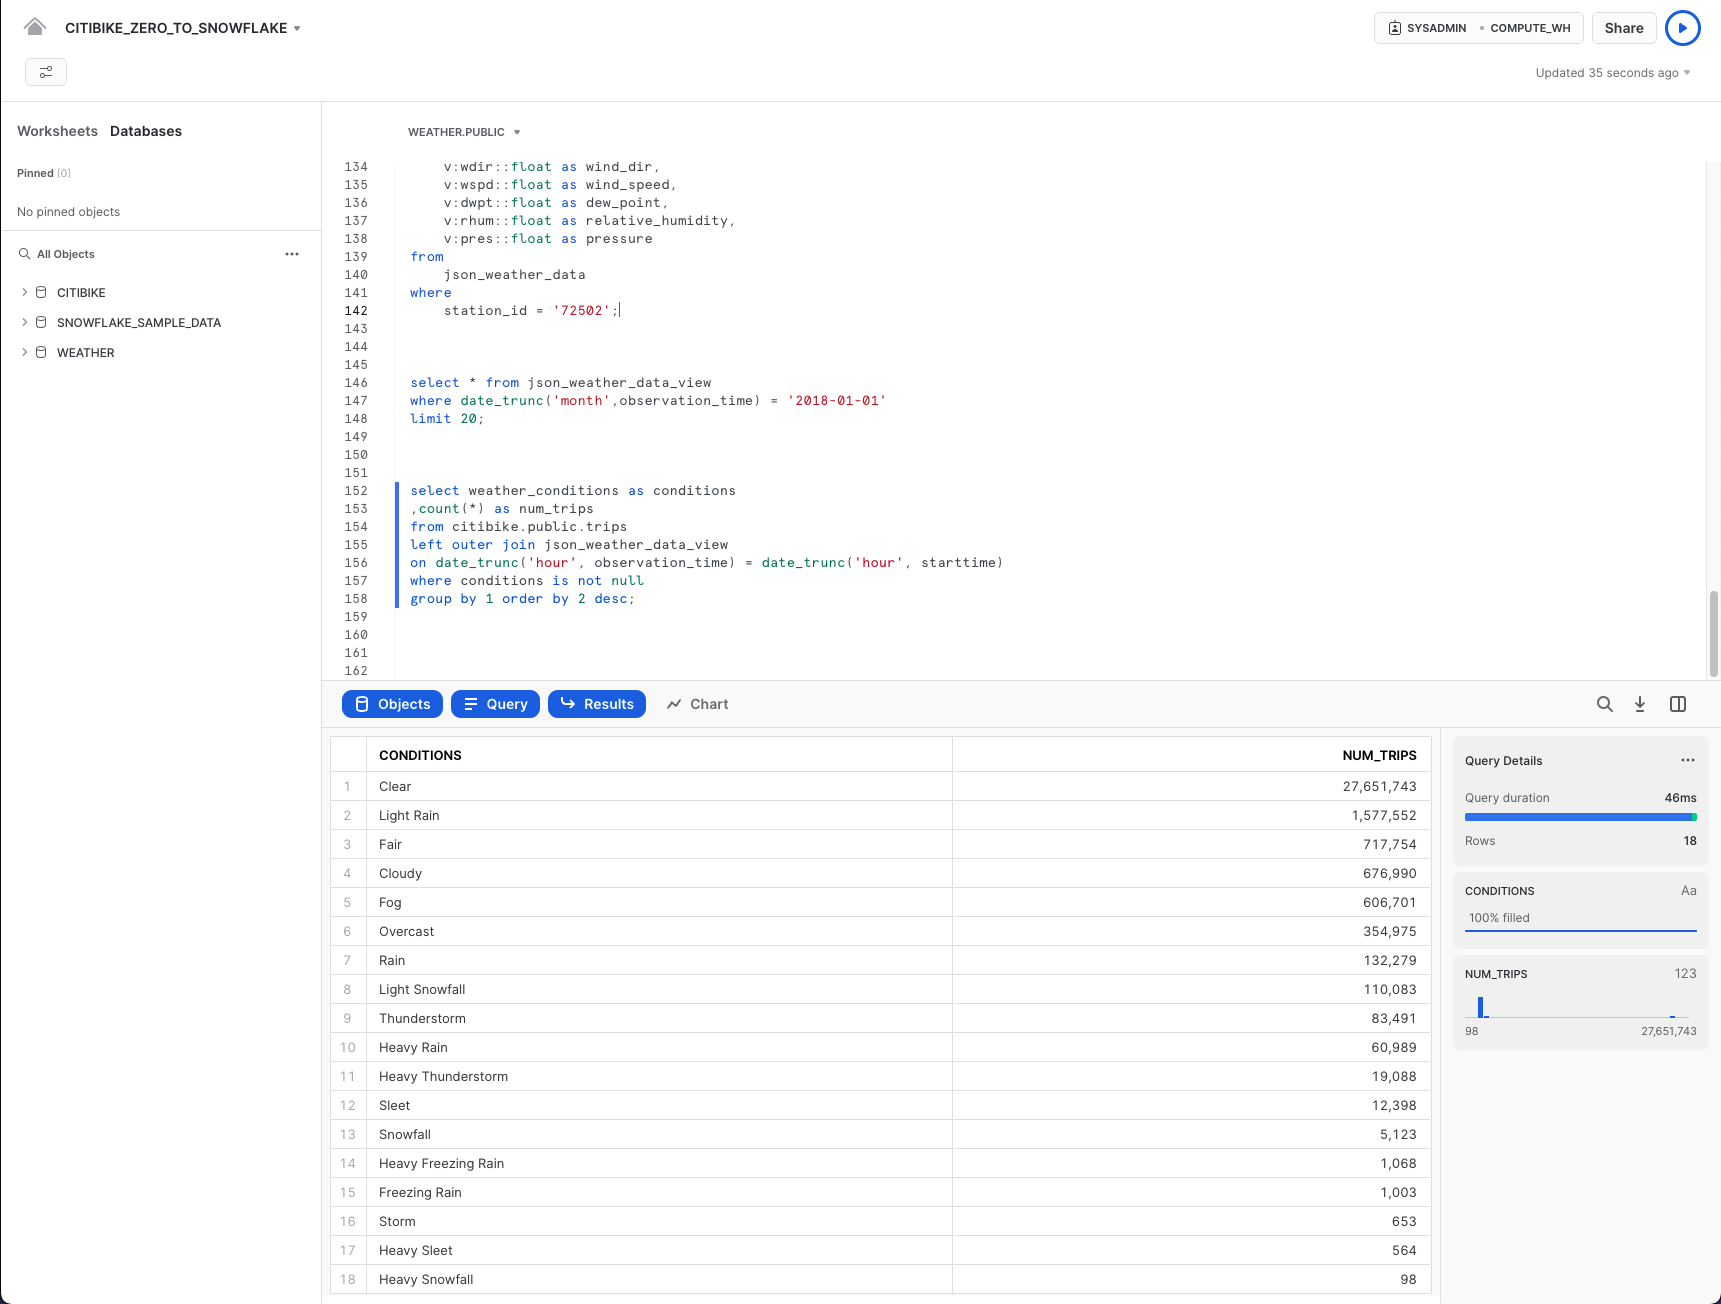 CITIBIKE_ZERO_TO_SNOWFLAKE
SYSADMIN • COMPUTE_WH
Share
Updated 35 seconds ago
Worksheets Databases
Pinned (0)
No pinned objects
All Objects
CITIBIKE
SNOWFLAKE_SAMPLE_DATA
WEATHER
WEATHER.PUBLIC
134 v:wdir::float as wind_dir,
135 v:wspd::float as wind_speed,
136 v:dwpt::float as dew_point,
137 v:rhum::float as relative_humidity,
138 v:pres::float as pressure
139 from
140 json_weather_data
141 where
142 station_id = '72502';
143
144
145
146 select * from json_weather_data_view
147 where date_trunc('month',observation_time) = '2018-01-01'
148 limit 20;
149
150
151
152 select weather_conditions as conditions
153 ,count(*) as num_trips
154 from citibike.public.trips
155 left outer join json_weather_data_view
156 on date_trunc('hour', observation_time) = date_trunc('hour', starttime)
157 where conditions is not null
158 group by 1 order by 2 desc;
159
160
161
162
Objects Query Results Chart
CONDITIONS NUM_TRIPS
1 Clear 27,651,743
2 Light Rain 1,577,552
3 Fair 717,754
4 Cloudy 676,990
5 Fog 606,701
6 Overcast 354,975
7 Rain 132,279
8 Light Snowfall 110,083
9 Thunderstorm 83,491
10 Heavy Rain 60,989
11 Heavy Thunderstorm 19,088
12 Sleet 12,398
13 Snowfall 5,123
14 Heavy Freezing Rain 1,068
15 Freezing Rain 1,003
16 Storm 653
17 Heavy Sleet 564
18 Heavy Snowfall 98
Query Details
Query duration 46ms
Rows 18
CONDITIONS Aa
100% filled
NUM_TRIPS 123
98 27,651,743